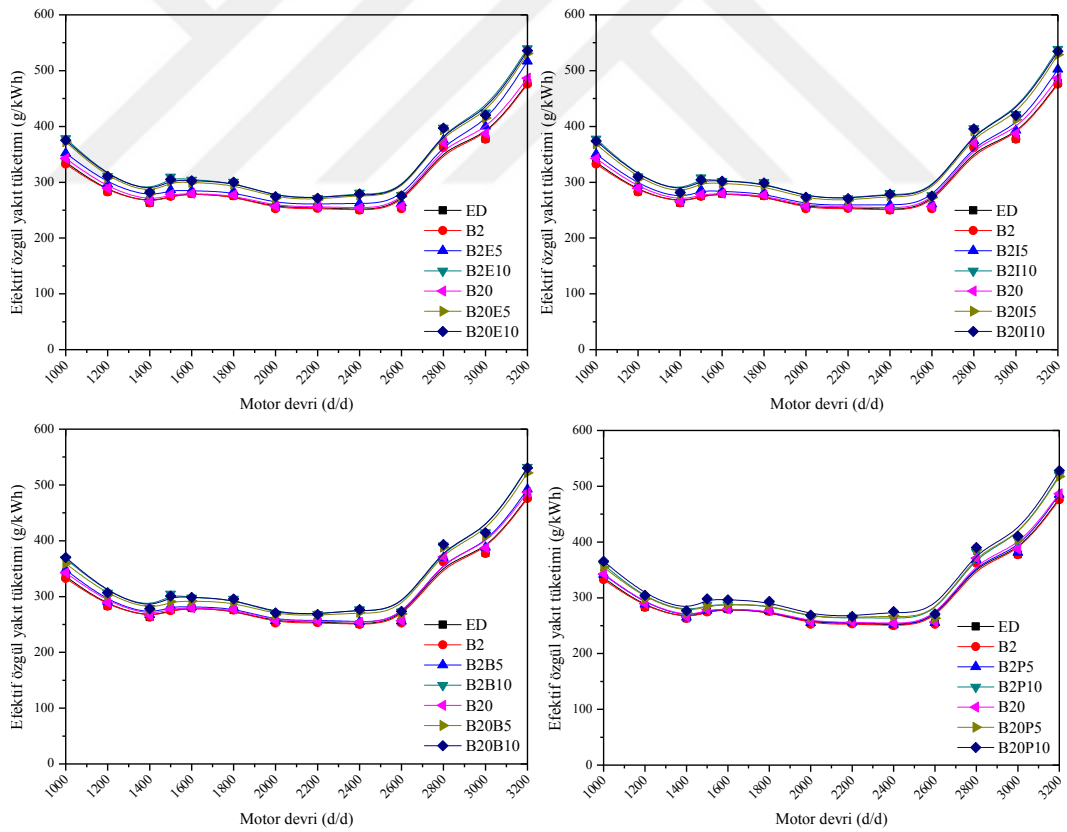 600
500
400
300
200
100
0
Efektif özgül yakıt tüketimi (g/kWh)
ED
B2
B2E5
B2E10
B20
B20E5
B20E10
1000
1200
1400
1600
1800
2000
2200
2400
2600
2800
3000
3200
Motor devri (d/d)
600
500
400
300
200
100
0
Efektif özgül yakıt tüketimi (g/kWh)
ED
B2
B2I5
B2I10
B20
B20I5
B20I10
1000
1200
1400
1600
1800
2000
2200
2400
2600
2800
3000
3200
Motor devri (d/d)
600
500
400
300
200
100
0
Efektif özgül yakıt tüketimi (g/kWh)
ED
B2
B2B5
B2B10
B20
B20B5
B20B10
1000
1200
1400
1600
1800
2000
2200
2400
2600
2800
3000
3200
Motor devri (d/d)
600
500
400
300
200
100
0
Efektif özgül yakıt tüketimi (g/kWh)
ED
B2
B2P5
B2P10
B20
B20P5
B20P10
1000
1200
1400
1600
1800
2000
2200
2400
2600
2800
3000
3200
Motor devri (d/d)